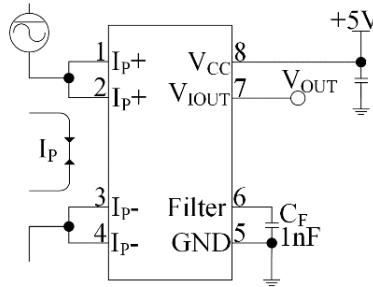 +5V
1 IP+ VCC 8
2 IP+ VIOUT 7 VOUT
IP
3 IP- Filter 6 CF
4 IP- GND 5 1nF